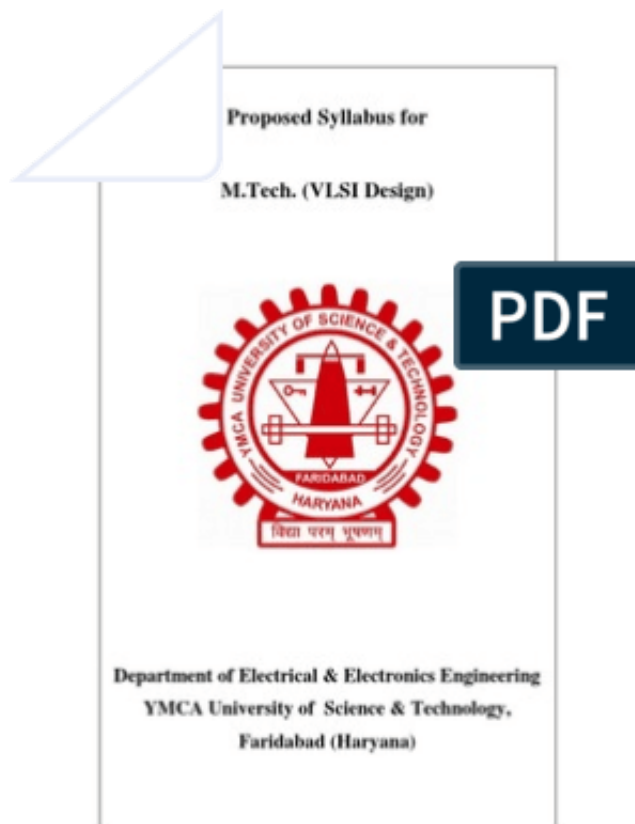 Proposed Syllabus for
M.Tech. (VLSI Design)
PDF
YMCA UNIVERSITY OF SCIENCE & TECHNOLOGY
FARIDABAD
HARYANA
विद्या परम् भूषणम्
Department of Electrical & Electronics Engineering
YMCA University of Science & Technology,
Faridabad (Haryana)